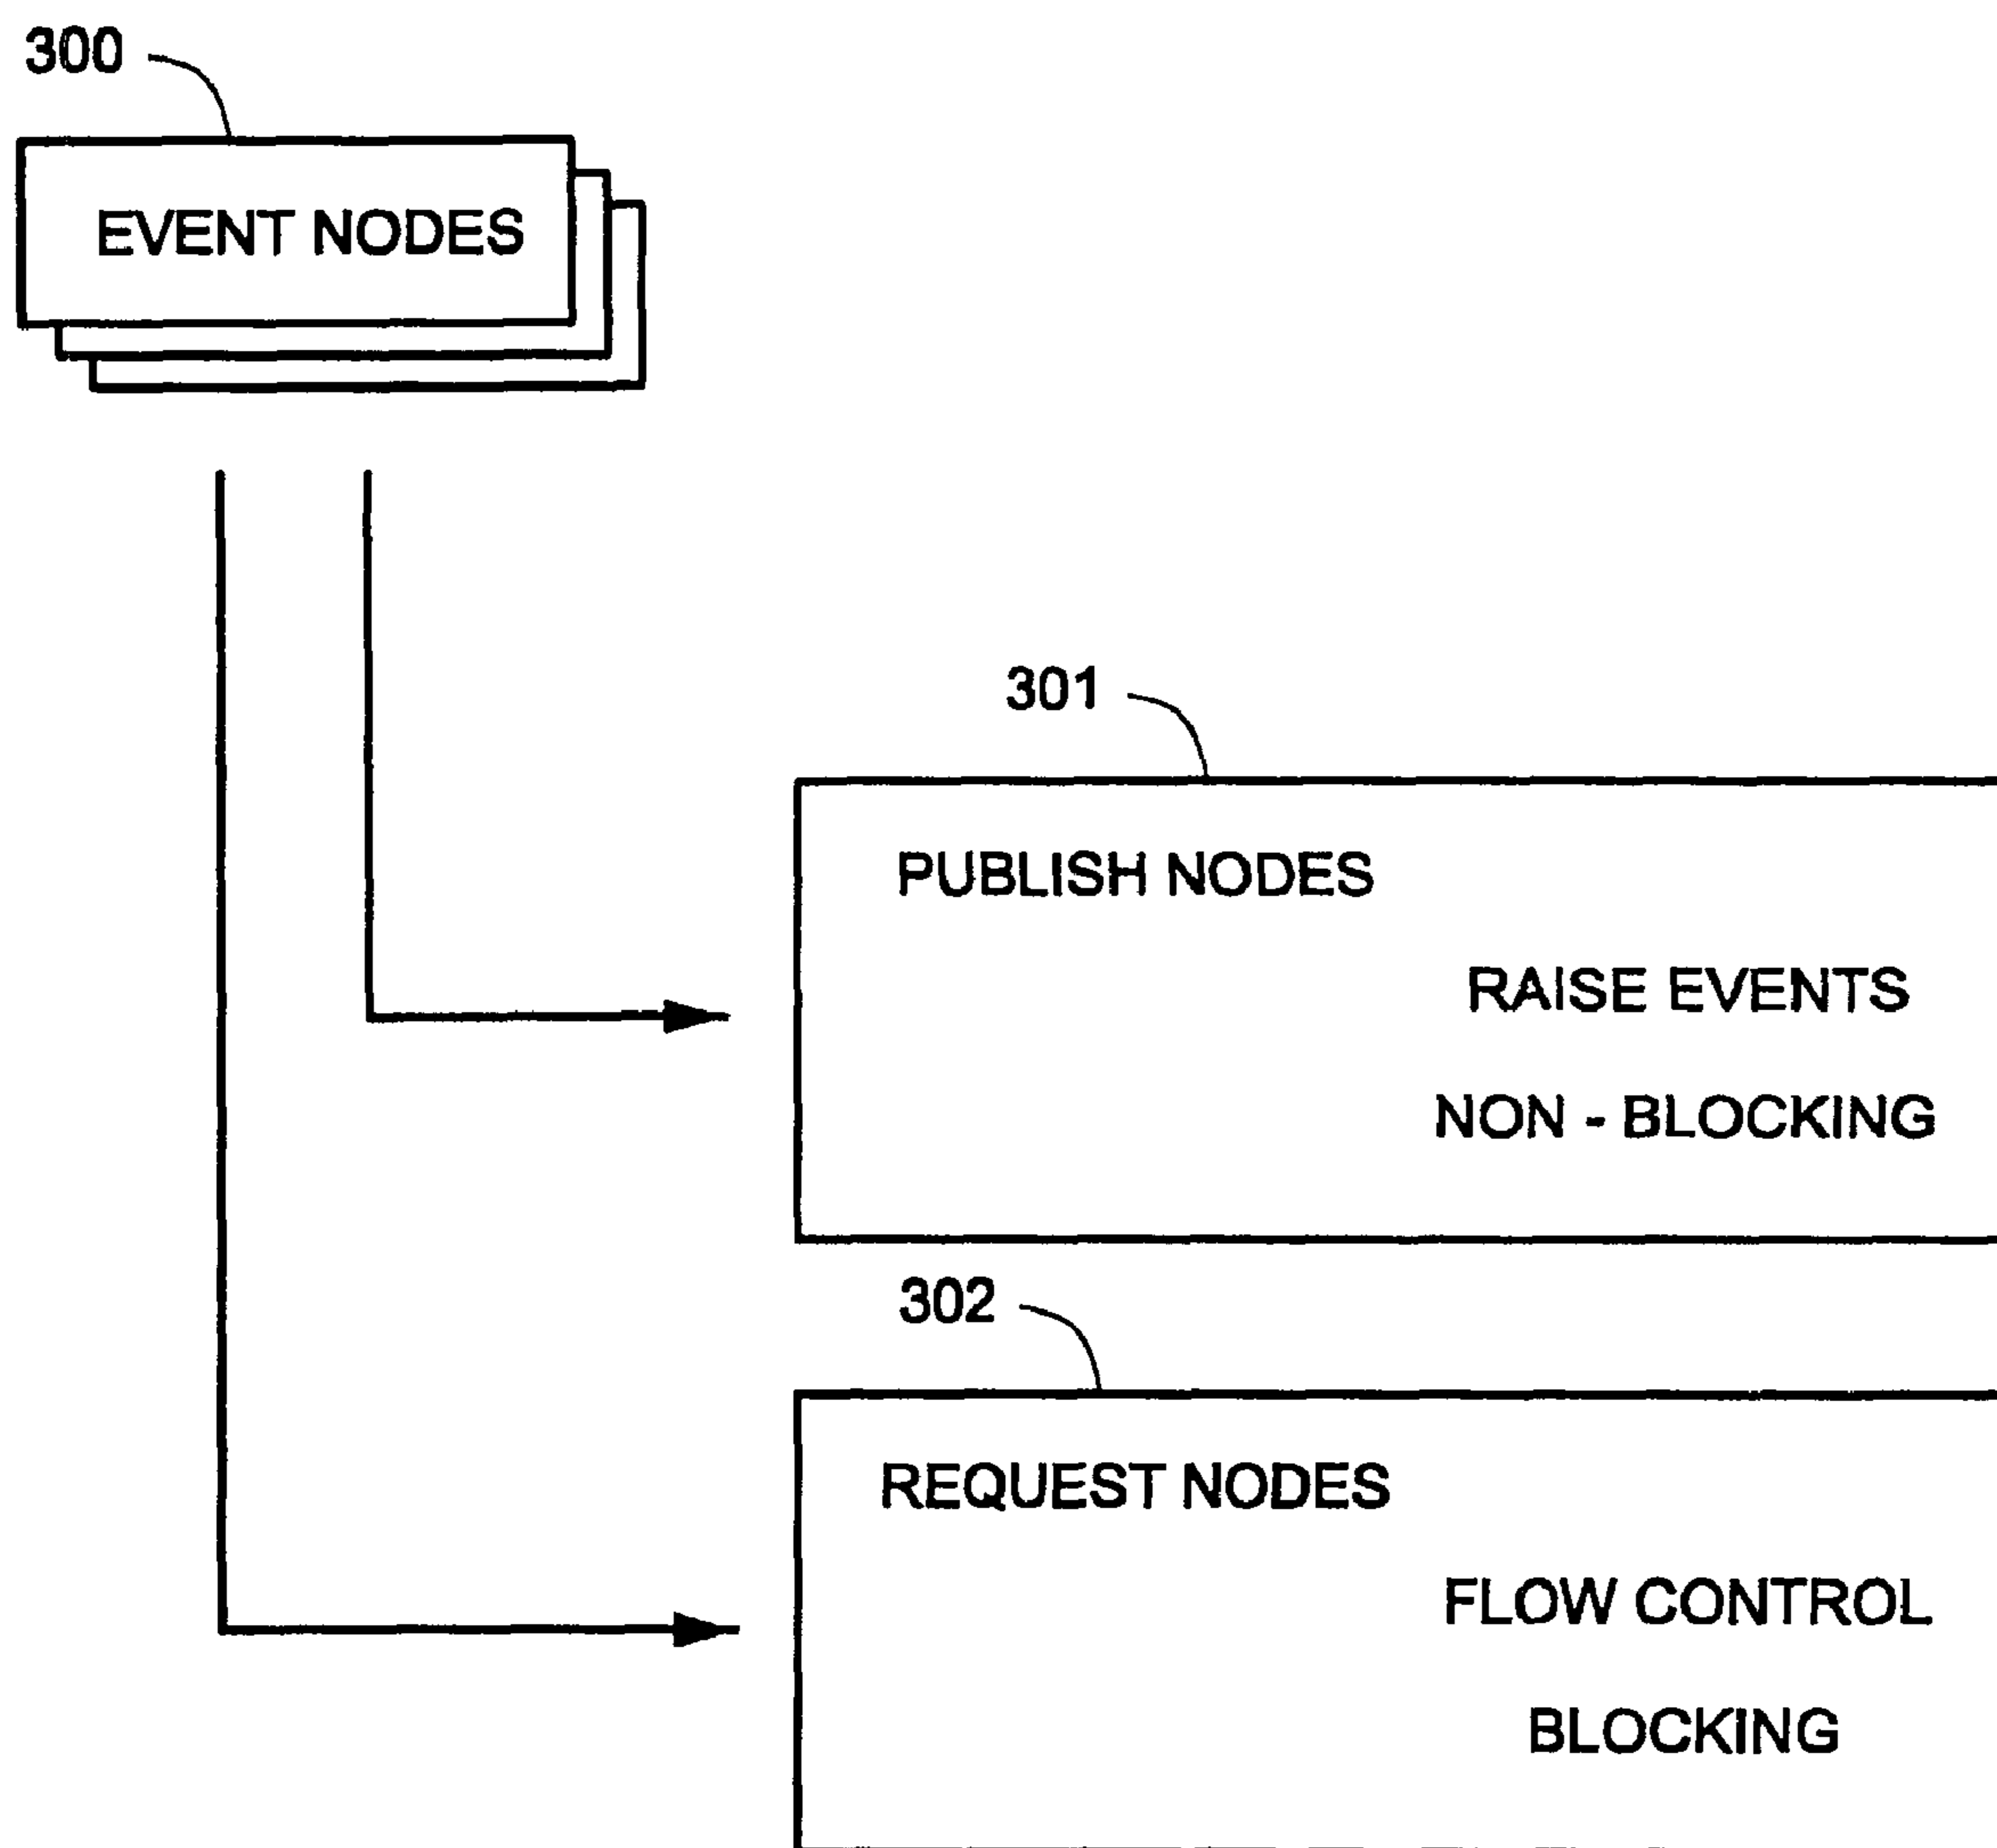 300
EVENT NODES
301
PUBLISH NODES
RAISE EVENTS
NON - BLOCKING
302
REQUEST NODES
FLOW CONTROL
BLOCKING